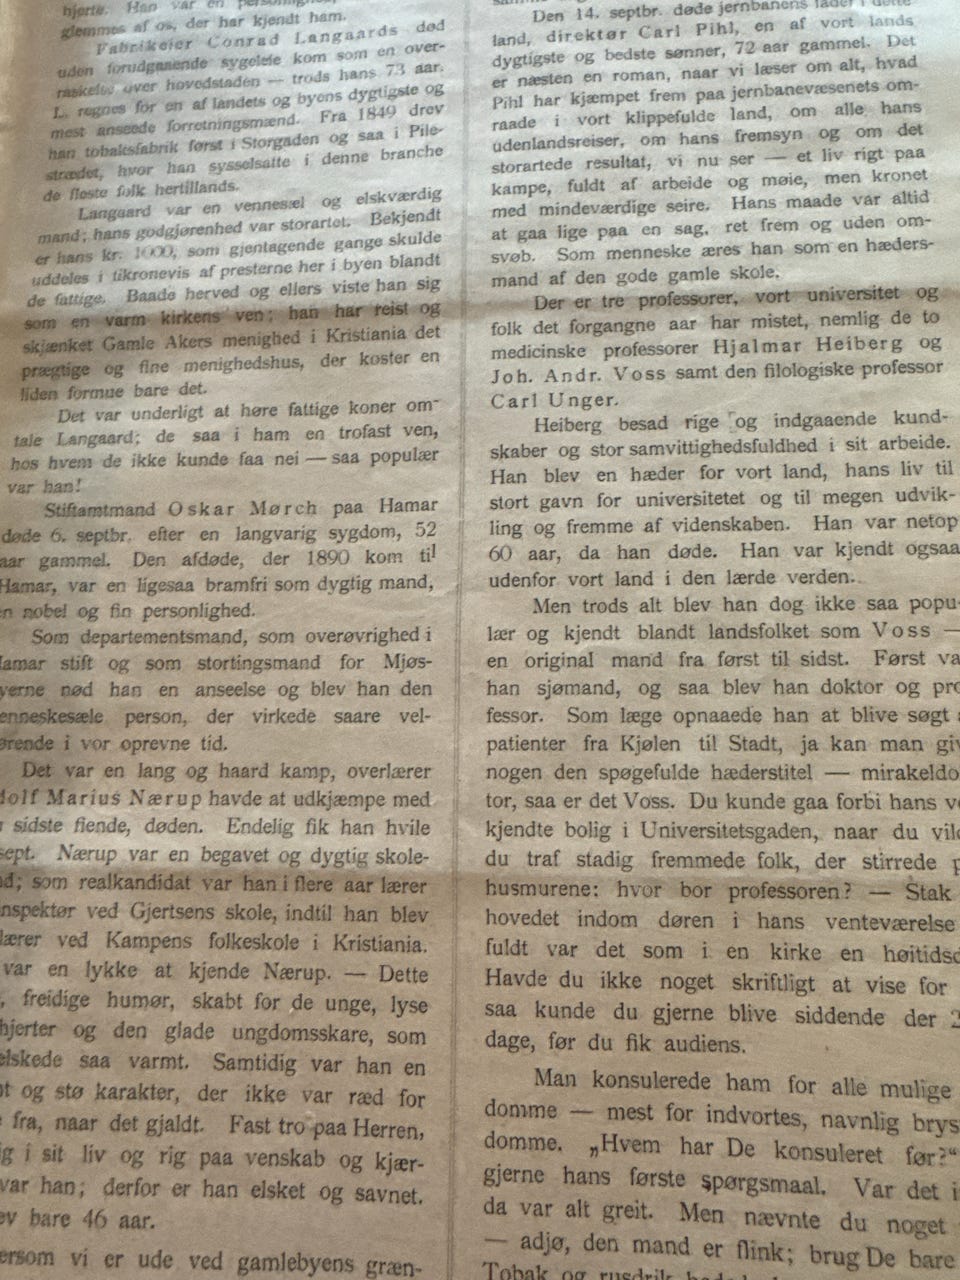 hjerte. Han var en
glemmes af os, der har kjendt ham.
Fabrikeier Conrad Langaards død
uden forudgaaende sygeleie kom som en over-
raskelse over hovedstaden — trods hans 73 aar.
L. regnes for en af landets og byens dygtigste og
mest anseede forretningsmænd. Fra 1849 drev
han tobaksfabrik først i Storgaden og saa i Pile-
strædet, hvor han sysselsatte i denne branche
de fleste folk hertillands.
Langaard var en vennesæl og elskværdig
mand; hans godgjørenhed var storartet. Bekjendt
er hans kr. 1000, som gjentagende gange skulde
uddeles i tikronevis af presterne her i byen blandt
de fattige. Baade herved og ellers viste han sig
som en varm kirkens ven; han har reist og
skjænket Gamle Akers menighed i Kristiania det
prægtige og fine menighedshus, der koster en
liden formue bare det.
Det var underligt at høre fattige koner om-
tale Langaard; de saa i ham en trofast ven,
hos hvem de ikke kunde faa nei — saa populær
var han!
Stiftamtmand Oskar Mørch paa Hamar
døde 6. septbr. efter en langvarig sygdom, 52
aar gammel. Den afdøde, der 1890 kom til
Hamar, var en ligesaa bramfri som dygtig mand,
en nobel og fin personlighed.
Som departementsmand, som overøvrighed i
Hamar stift og som stortingsmand for Mjøs-
yerne nød han en anseelse og blev han den
enneskesæle person, der virkede saare vel-
ørende i vor oprevne tid.
Det var en lang og haard kamp, overlærer
dolf Marius Nærup havde at udkjæmpe med
sidste fiende, døden. Endelig fik han hvile
sept. Nærup var en begavet og dygtig skole-
nd; som realkandidat var han i flere aar lærer
nspektør ved Gjertsens skole, indtil han blev
lærer ved Kampens folkeskole i Kristiania.
var en lykke at kjende Nærup. — Dette
, freidige humør, skabt for de unge, lyse
hjerter og den glade ungdomsskare, som
elskede saa varmt. Samtidig var han en
t og stø karakter, der ikke var ræd for
fra, naar det gjaldt. Fast tro paa Herren,
ig i sit liv og rig paa venskab og kjær-
var han; derfor er han elsket og savnet.
ev bare 46 aar.
ersom vi er ude ved gamlebyens græn-
Den 14. septbr. døde jernbanens fader i dette
land, direktør Carl Pihl, en af vort lands
dygtigste og bedste sønner, 72 aar gammel. Det
er næsten en roman, naar vi læser om alt, hvad
Pihl har kjæmpet frem paa jernbanevæsenets om-
raade i vort klippefulde land, om alle hans
udenlandsreiser, om hans fremsyn og om det
storartede resultat, vi nu ser — et liv rigt paa
kampe, fuldt af arbeide og møie, men kronet
med mindeværdige seire. Hans maade var altid
at gaa lige paa en sag, ret frem og uden om-
svøb. Som menneske æres han som en hæders-
mand af den gode gamle skole.
Der er tre professorer, vort universitet og
folk det forgangne aar har mistet, nemlig de to
medicinske professorer Hjalmar Heiberg og
Joh. Andr. Voss samt den filologiske professor
Carl Unger.
Heiberg besad rige og indgaaende kund-
skaber og stor samvittighedsfuldhed i sit arbeide.
Han blev en hæder for vort land, hans liv til
stort gavn for universitetet og til megen udvik-
ling og fremme af videnskaben. Han var netop
60 aar, da han døde. Han var kjendt ogsaa
udenfor vort land i den lærde verden.
Men trods alt blev han dog ikke saa popu-
lær og kjendt blandt landsfolket som Voss —
en original mand fra først til sidst. Først va
han sjømand, og saa blev han doktor og pro
fessor. Som læge opnaaede han at blive søgt a
patienter fra Kjølen til Stadt, ja kan man giv
nogen den spøgefulde hæderstitel — mirakeldo
tor, saa er det Voss. Du kunde gaa forbi hans ve
kjendte bolig i Universitetsgaden, naar du vild
du traf stadig fremmede folk, der stirrede p
husmurene: hvor bor professoren? — Stak
hovedet indom døren i hans venteværelse
fuldt var det som i en kirke en høitidsd
Havde du ikke noget skriftligt at vise for
saa kunde du gjerne blive siddende der 2
dage, før du fik audiens.
Man konsulerede ham for alle mulige
domme — mest for indvortes, navnlig brys
domme. „Hvem har De konsuleret før?“
gjerne hans første spørgsmaal. Var det i
da var alt greit. Men nævnte du noget
— adjø, den mand er flink; brug De bare
Tobak og rusdrik